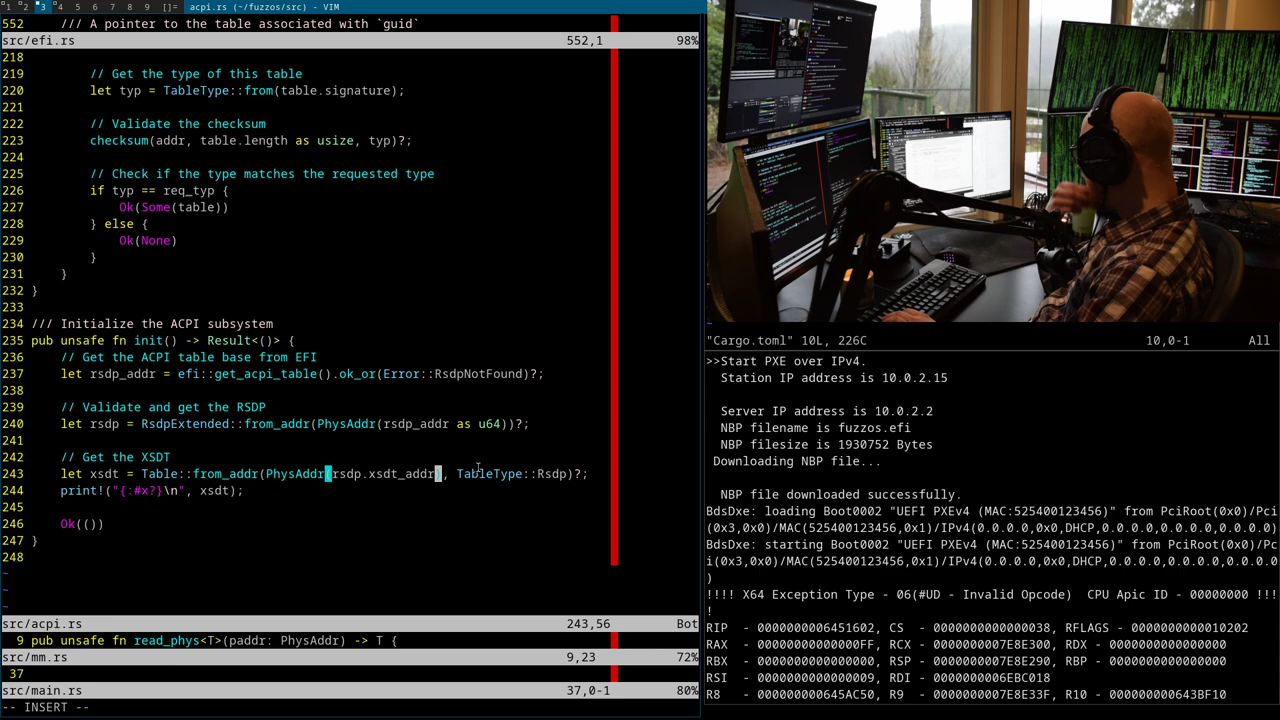 1 2 3 4 5 6 7 8 9 []= acpi.rs (~/fuzzos/src) - VIM
552     /// A pointer to the table associated with `guid`
src/efi.rs 552,1 98%
218
219         // Get the type of this table
220         let typ = TableType::from(table.signature);
221
222         // Validate the checksum
223         checksum(addr, table.length as usize, typ)?;
224
225         // Check if the type matches the requested type
226         if typ == req_typ {
227             Ok(Some(table))
228         } else {
229             Ok(None)
230         }
231     }
232 }
233
234 /// Initialize the ACPI subsystem
235 pub unsafe fn init() -> Result<()> {
236     // Get the ACPI table base from EFI
237     let rsdp_addr = efi::get_acpi_table().ok_or(Error::RsdpNotFound)?;
238
239     // Validate and get the RSDP
240     let rsdp = RsdpExtended::from_addr(PhysAddr(rsdp_addr as u64))?;
241
242     // Get the XSDT
243     let xsdt = Table::from_addr(PhysAddr(rsdp.xsdt_addr), TableType::Rsdp)?;
244     print!("{:#x?}\n", xsdt);
245
246     Ok(())
247 }
248
~
~
~
src/acpi.rs 243,56 Bot
9 pub unsafe fn read_phys<T>(paddr: PhysAddr) -> T {
src/mm.rs 9,23 72%
37
src/main.rs 37,0-1 80%
-- INSERT --
~
"Cargo.toml" 10L, 226C 10,0-1 All
>>Start PXE over IPv4.
  Station IP address is 10.0.2.15

  Server IP address is 10.0.2.2
  NBP filename is fuzzos.efi
  NBP filesize is 1930752 Bytes
 Downloading NBP file...

  NBP file downloaded successfully.
BdsDxe: loading Boot0002 "UEFI PXEv4 (MAC:525400123456)" from PciRoot(0x0)/Pci
(0x3,0x0)/MAC(525400123456,0x1)/IPv4(0.0.0.0,0x0,DHCP,0.0.0.0,0.0.0.0,0.0.0.0)
BdsDxe: starting Boot0002 "UEFI PXEv4 (MAC:525400123456)" from PciRoot(0x0)/Pc
i(0x3,0x0)/MAC(525400123456,0x1)/IPv4(0.0.0.0,0x0,DHCP,0.0.0.0,0.0.0.0,0.0.0.0
)
!!!! X64 Exception Type - 06(#UD - Invalid Opcode)  CPU Apic ID - 00000000 !!!
!
RIP  - 0000000006451602, CS  - 0000000000000038, RFLAGS - 0000000000010202
RAX  - 00000000000000FF, RCX - 0000000007E8E300, RDX - 0000000000000000
RBX  - 0000000000000000, RSP - 0000000007E8E290, RBP - 0000000000000000
RSI  - 0000000000000009, RDI - 0000000006EBC018
R8   - 000000000645AC50, R9  - 0000000007E8E33F, R10 - 000000000643BF10